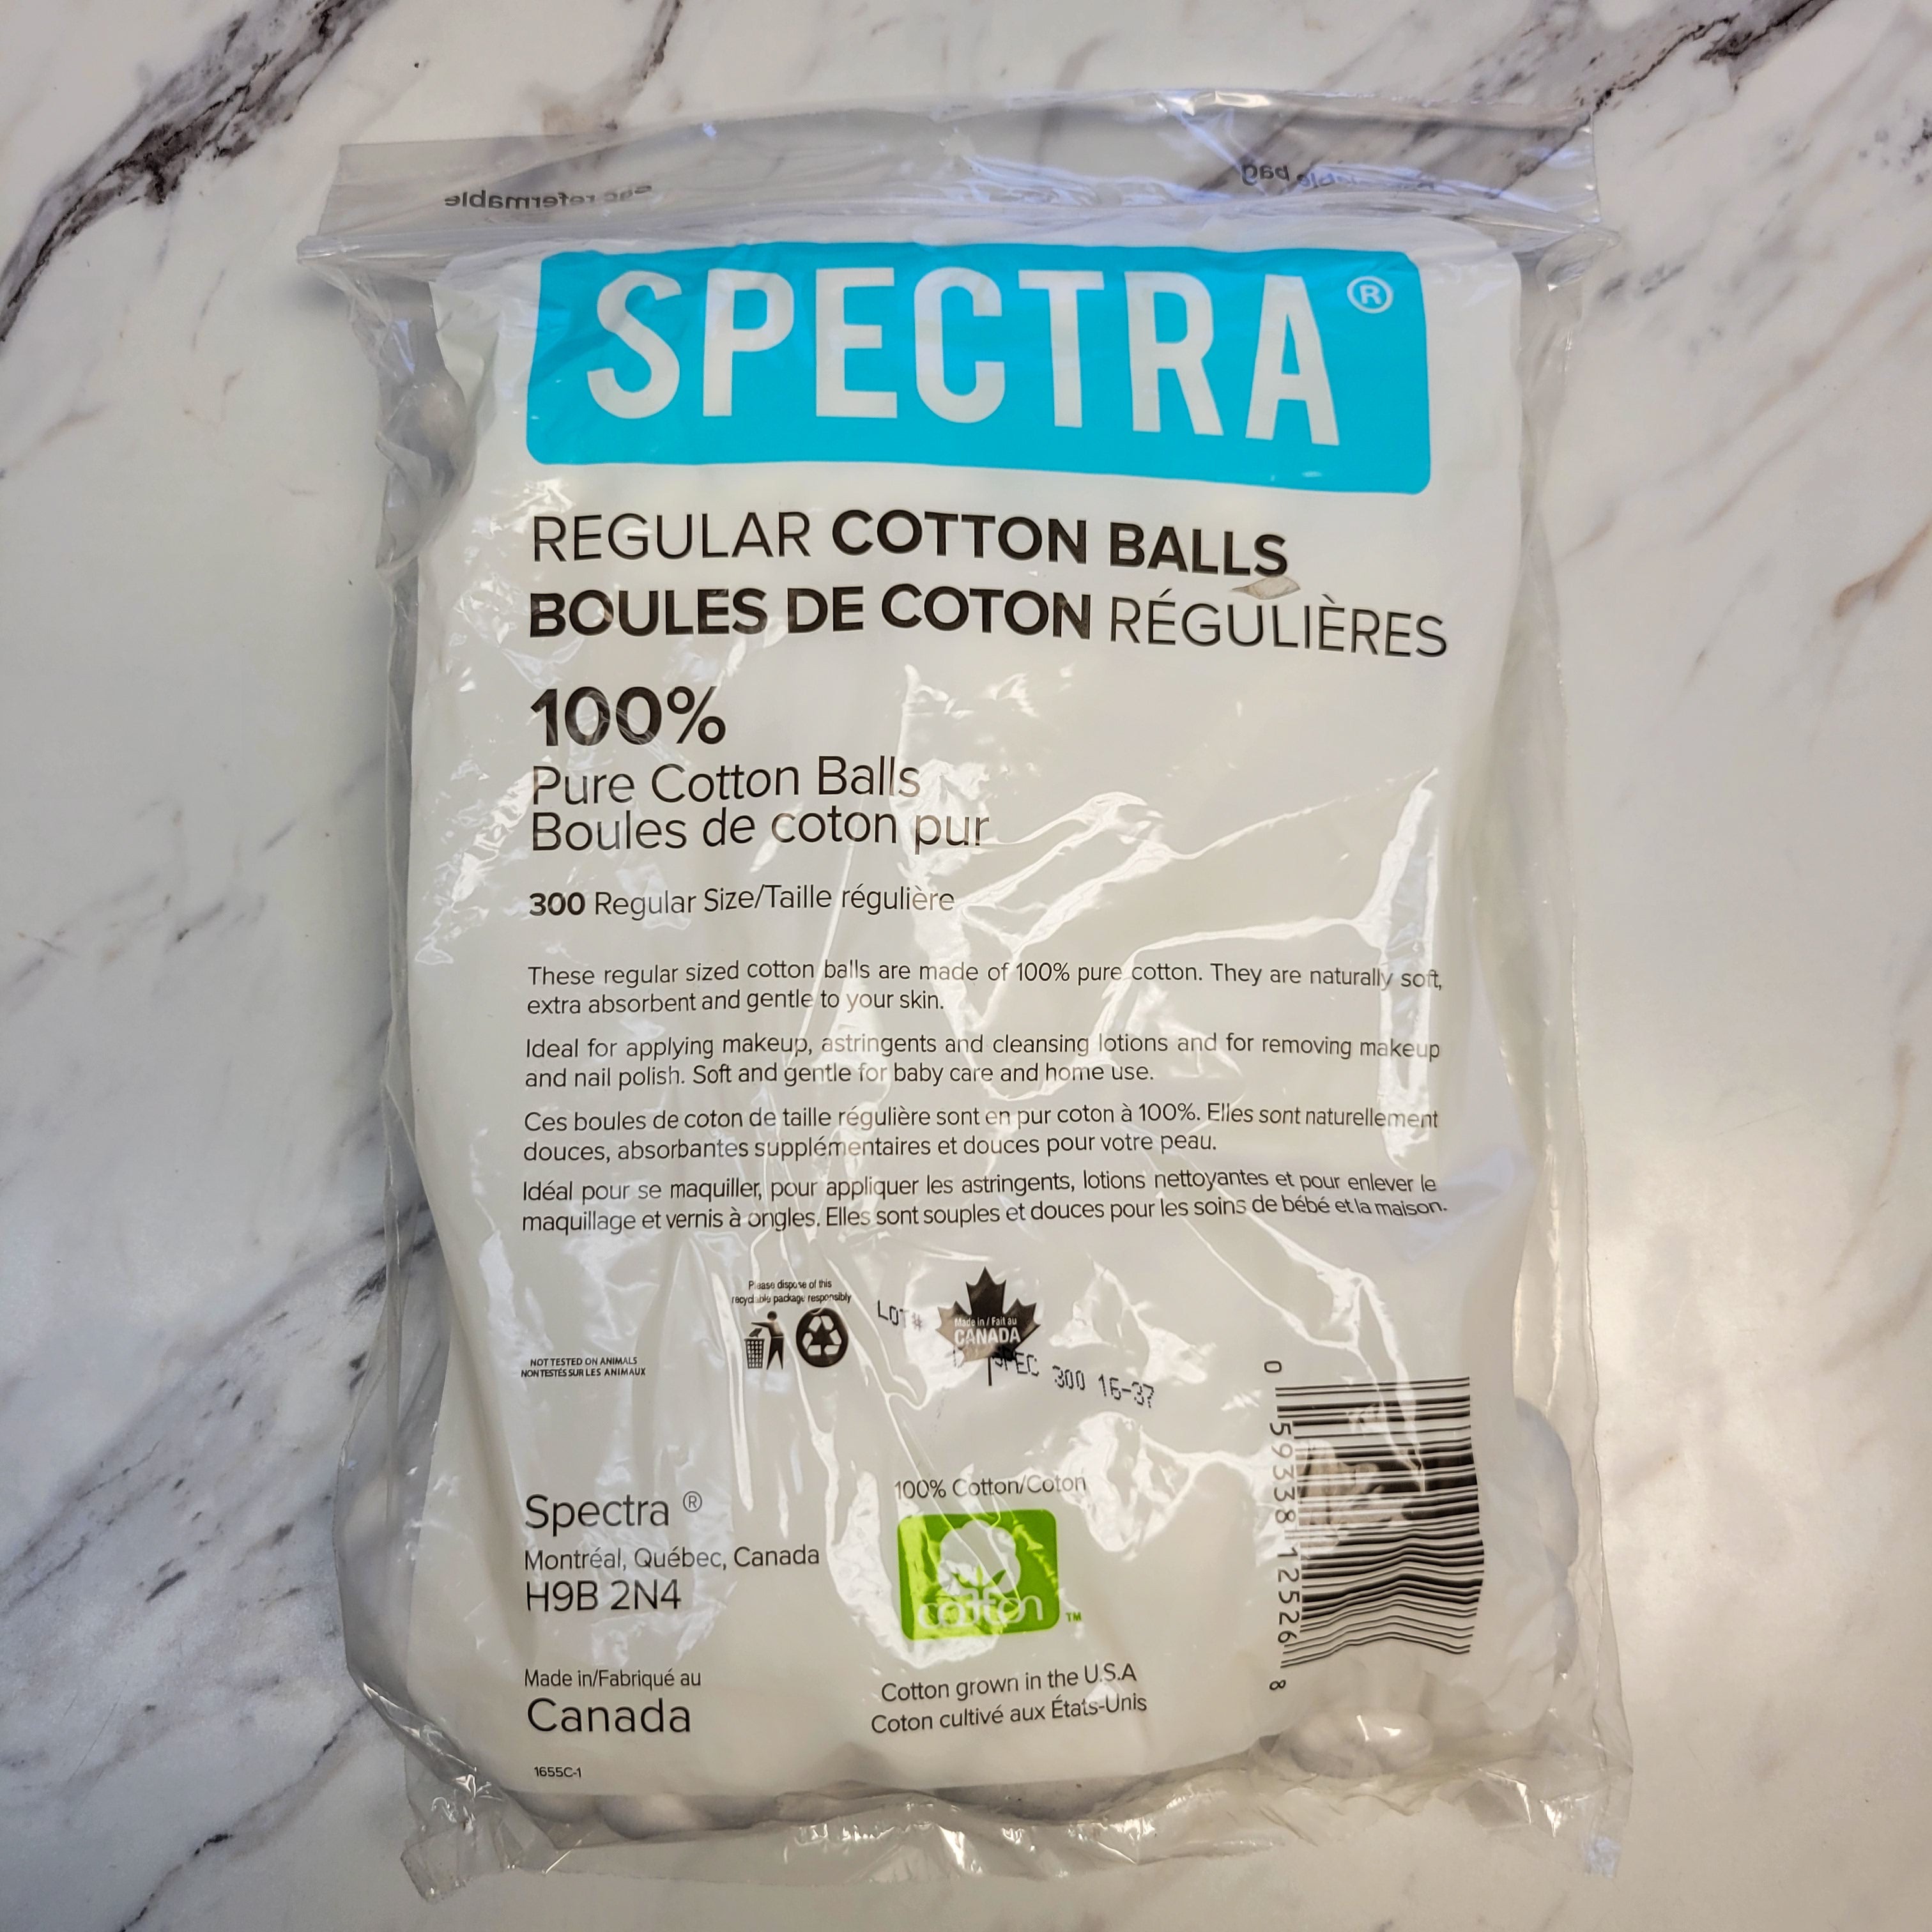 Sac refermable
bag
SPECTRA®
REGULAR COTTON BALLS
BOULES DE COTON RÉGULIÈRES
100%
Pure Cotton Balls
Boules de coton pur
300 Regular Size/Taille régulière
These regular sized cotton balls are made of 100% pure cotton. They are naturally soft,
extra absorbent and gentle to your skin.
Ideal for applying makeup, astringents and cleansing lotions and for removing makeup
and nail polish. Soft and gentle for baby care and home use.
Ces boules de coton de taille régulière sont en pur coton à 100%. Elles sont naturellement
douces, absorbantes supplémentaires et douces pour votre peau.
Idéal pour se maquiller, pour appliquer les astringents, lotions nettoyantes et pour enlever le
maquillage et vernis à ongles. Elles sont souples et douces pour les soins de bébé et la maison.
Please dispose of this
recyclable package responsibly
LOT #
Made in / Fait au
CANADA
SPEC 300 16-37
NOT TESTED ON ANIMALS
NON TESTÉS SUR LES ANIMAUX
Spectra ®
Montréal, Québec, Canada
H9B 2N4
Made in/Fabriqué au
Canada
1655C-1
100% Cotton/Coton
cotton TM
Cotton grown in the U.S.A
Coton cultivé aux États-Unis
0 59338 12526 8